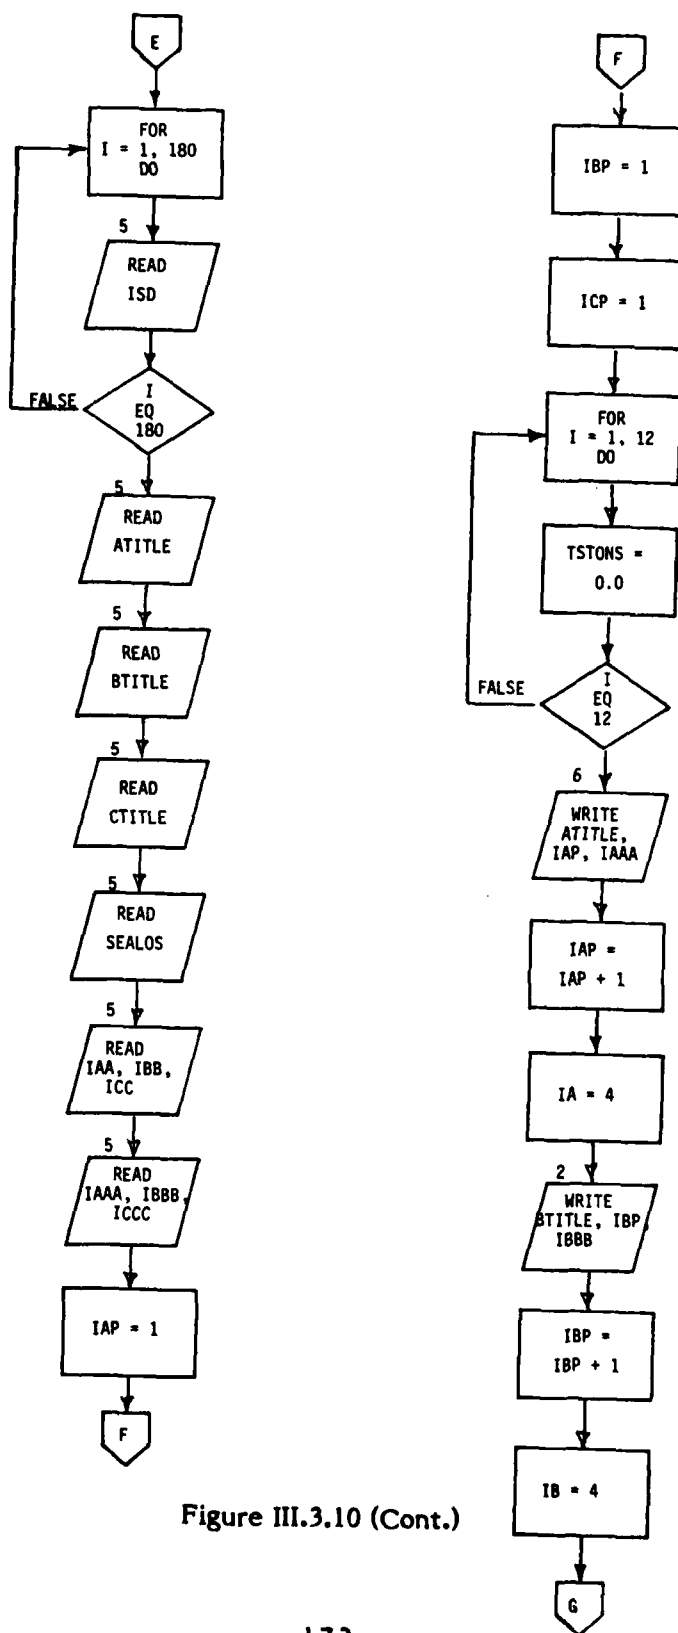 E
FOR
I = 1, 180
DO
5
READ
ISD
I
EQ
180
FALSE
5
READ
ATITLE
5
READ
BTITLE
5
READ
CTITLE
5
READ
SEALOS
5
READ
IAA, IBB,
ICC
5
READ
IAAA, IBBB,
ICCC
IAP = 1
F
F
IBP = 1
ICP = 1
FOR
I = 1, 12
DO
TSTONS =
0.0
I
EQ
12
FALSE
6
WRITE
ATITLE,
IAP, IAAA
IAP =
IAP + 1
IA = 4
2
WRITE
BTITLE, IBP,
IBBB
IBP =
IBP + 1
IB = 4
G
Figure III.3.10 (Cont.)